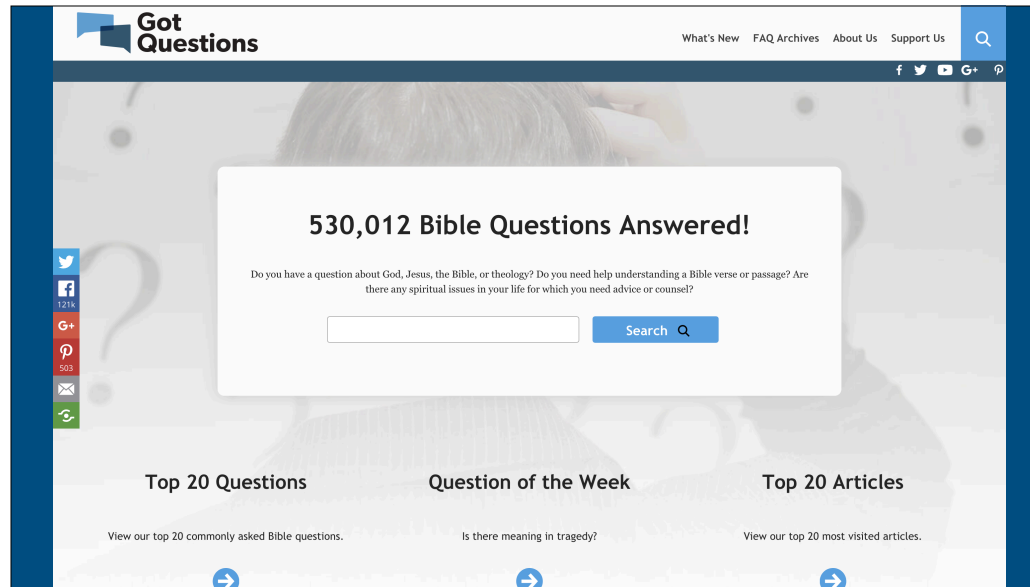 Got
Questions
What's New FAQ Archives About Us Support Us
G+
530,012 Bible Questions Answered!
Do you have a question about God, Jesus, the Bible, or theology? Do you need help understanding a Bible verse or passage? Are
there any spiritual issues in your life for which you need advice or counsel?
Search
121k
G+
503
Top 20 Questions
Question of the Week
Top 20 Articles
View our top 20 commonly asked Bible questions.
Is there meaning in tragedy?
View our top 20 most visited articles.